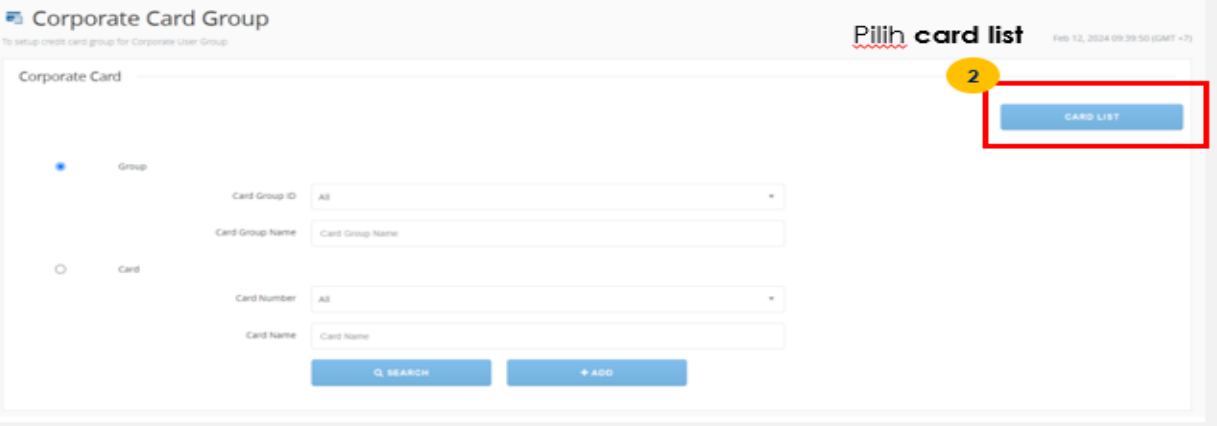 Corporate Card Group
To setup credit card group for Corporate User Group
Pilih card list
Feb 12, 2024 09:39:50 (GMT +7)
Corporate Card
2
CARD LIST
Group
Card Group ID
All
Card Group Name
Card Group Name
Card
Card Number
All
Card Name
Card Name
SEARCH
+ ADD